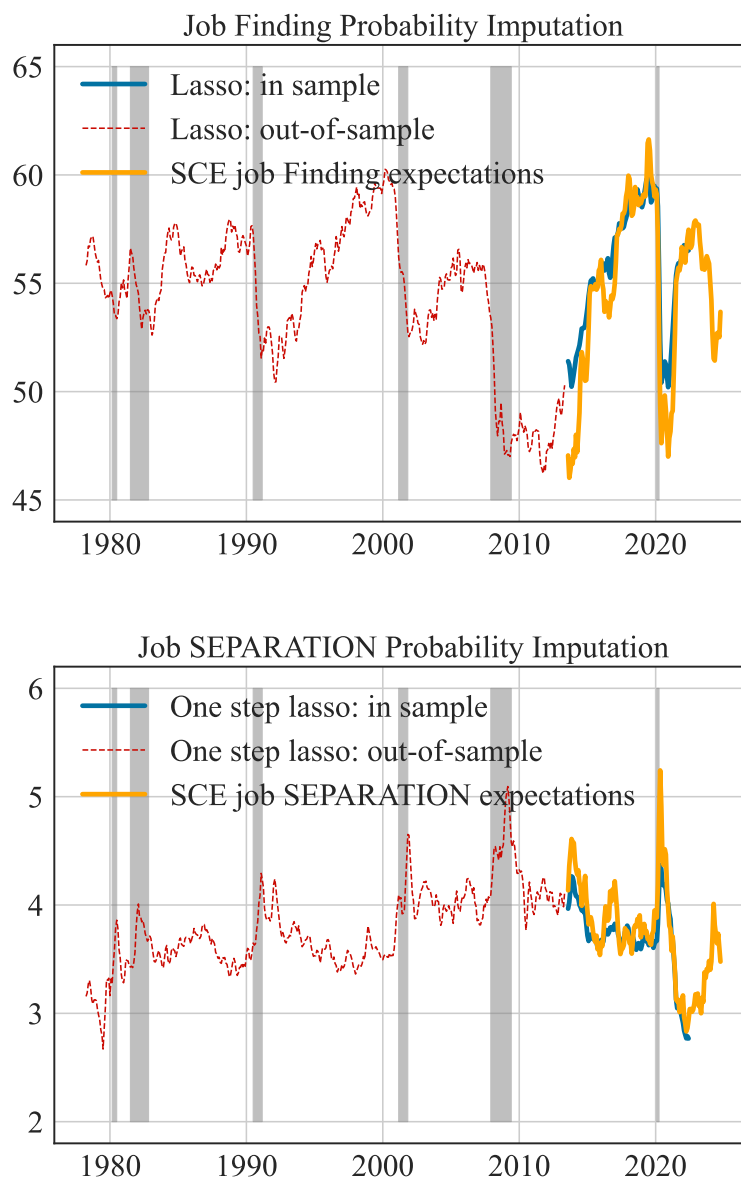 Job Finding Probability Imputation
65
60
55
50
45
Lasso: in sample
Lasso: out-of-sample
SCE job Finding expectations
1980 1990 2000 2010 2020
Job SEPARATION Probability Imputation
6
5
4
3
2
One step lasso: in sample
One step lasso: out-of-sample
SCE job SEPARATION expectations
1980 1990 2000 2010 2020